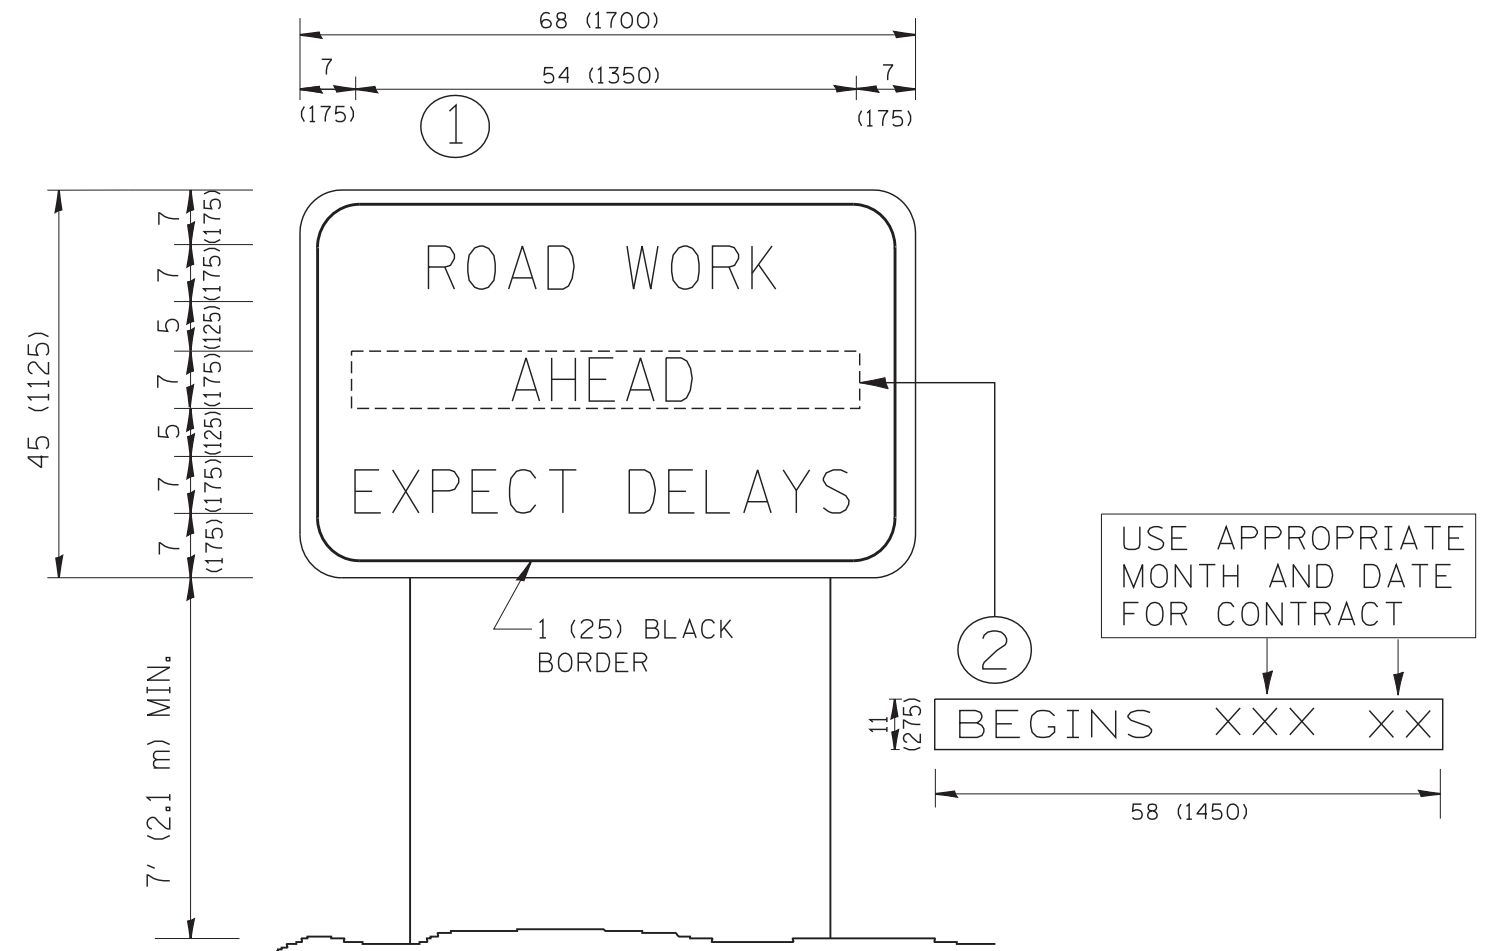 68 (1700)
7
54 (1350)
7
(175)
(175)
1
45 (1125)
7
(175)
7
(175)
5
(125)
7
(175)
5
(125)
7
(175)
7
(175)
ROAD WORK
AHEAD
EXPECT DELAYS
1 (25) BLACK
BORDER
7' (2.1 m) MIN.
USE APPROPRIATE
MONTH AND DATE
FOR CONTRACT
2
11
(275)
BEGINS XXX XX
58 (1450)